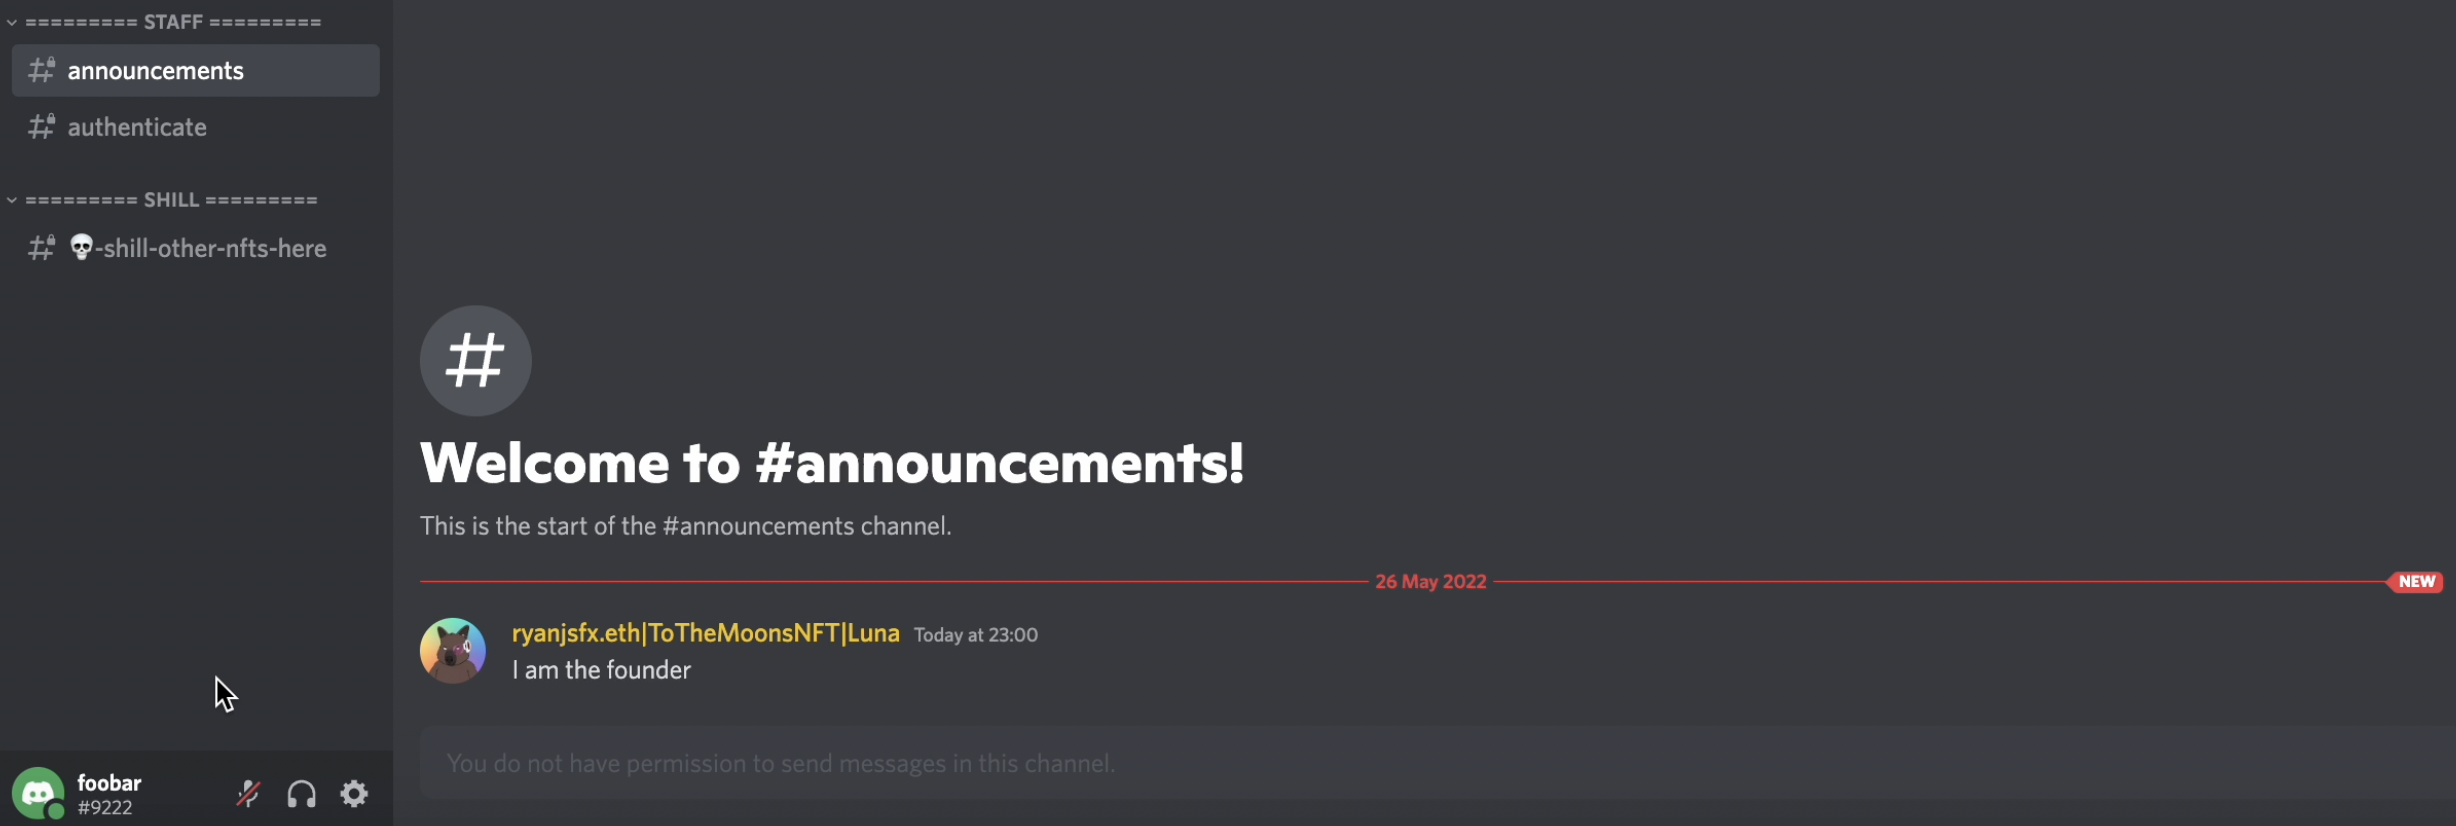 ========= STAFF =========
announcements
authenticate
========= SHILL =========
💀-shill-other-nfts-here
Welcome to #announcements!
This is the start of the #announcements channel.
26 May 2022 NEW
ryanjsfx.eth|ToTheMoonsNFT|Luna Today at 23:00
I am the founder
You do not have permission to send messages in this channel.
foobar
#9222